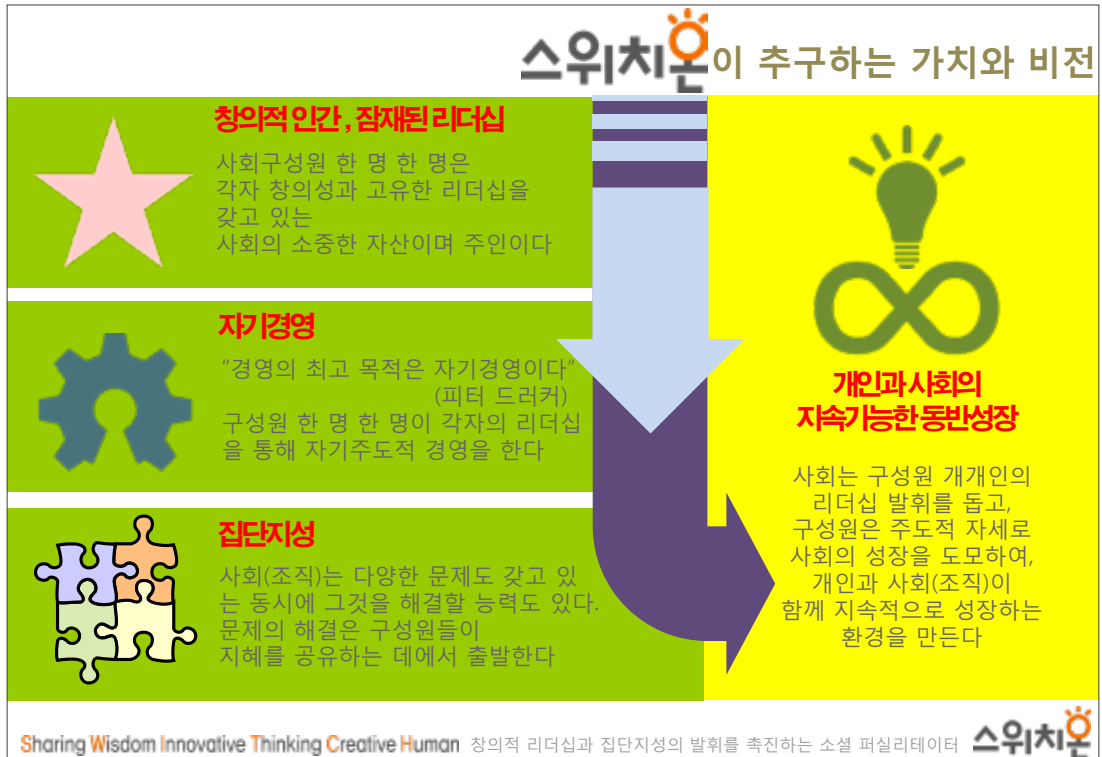 스위치온이 추구하는 가치와 비전
창의적 인간 , 잠재된 리더십
사회구성원 한 명 한 명은
각자 창의성과 고유한 리더십을
갖고 있는
사회의 소중한 자산이며 주인이다
자기경영
"경영의 최고 목적은 자기경영이다"
(피터 드러커)
구성원 한 명 한 명이 각자의 리더십
을 통해 자기주도적 경영을 한다
집단지성
사회(조직)는 다양한 문제도 갖고 있
는 동시에 그것을 해결할 능력도 있다.
문제의 해결은 구성원들이
지혜를 공유하는 데에서 출발한다
개인과 사회의
지속가능한 동반성장
사회는 구성원 개개인의
리더십 발휘를 돕고,
구성원은 주도적 자세로
사회의 성장을 도모하여,
개인과 사회(조직)이
함께 지속적으로 성장하는
환경을 만든다
Sharing Wisdom Innovative Thinking Creative Human 창의적 리더십과 집단지성의 발휘를 촉진하는 소셜 퍼실리테이터 스위치온